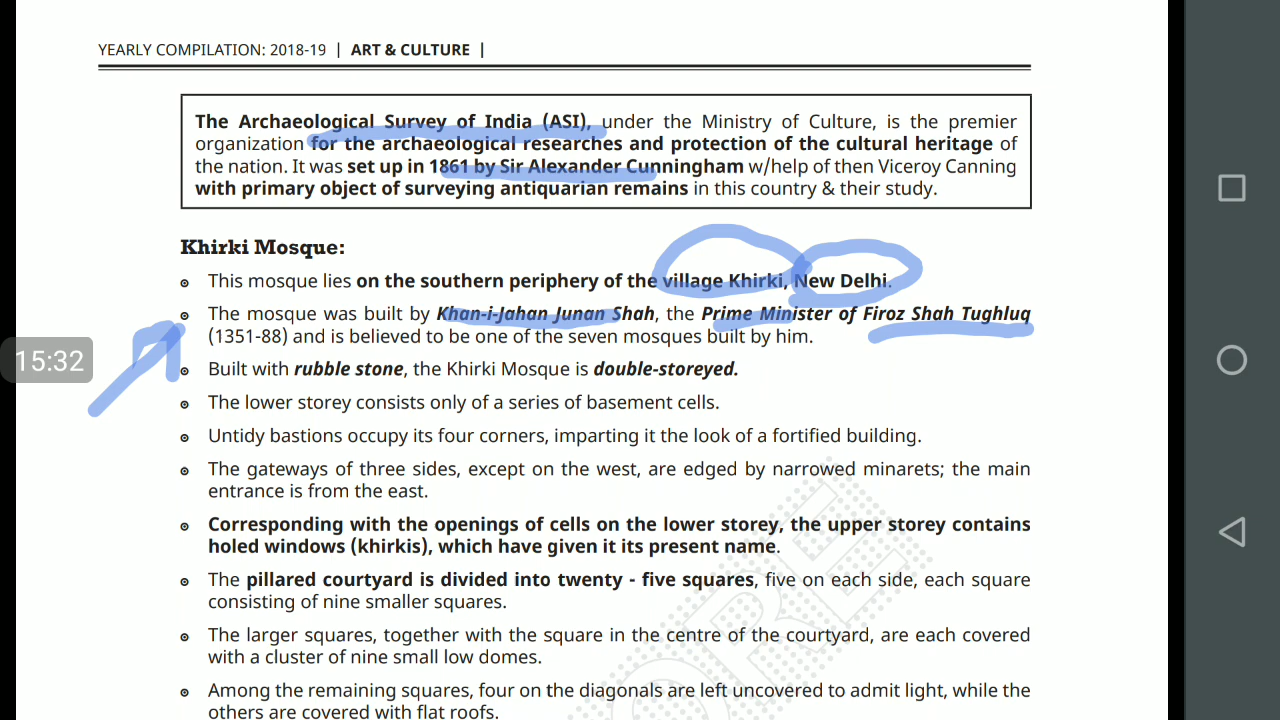 YEARLY COMPILATION: 2018-19 | ART & CULTURE |
The Archaeological Survey of India (ASI), under the Ministry of Culture, is the premier
organization for the archaeological researches and protection of the cultural heritage of
the nation. It was set up in 1861 by Sir Alexander Cunningham w/help of then Viceroy Canning
with primary object of surveying antiquarian remains in this country & their study.
Khirki Mosque:
This mosque lies on the southern periphery of the village Khirki, New Delhi.
The mosque was built by Khan-i-Jahan Junan Shah, the Prime Minister of Firoz Shah Tughluq
(1351-88) and is believed to be one of the seven mosques built by him.
15:32
Built with rubble stone, the Khirki Mosque is double-storeyed.
The lower storey consists only of a series of basement cells.
Untidy bastions occupy its four corners, imparting it the look of a fortified building.
The gateways of three sides, except on the west, are edged by narrowed minarets; the main
entrance is from the east.
Corresponding with the openings of cells on the lower storey, the upper storey contains
holed windows (khirkis), which have given it its present name.
The pillared courtyard is divided into twenty - five squares, five on each side, each square
consisting of nine smaller squares.
The larger squares, together with the square in the centre of the courtyard, are each covered
with a cluster of nine small low domes.
Among the remaining squares, four on the diagonals are left uncovered to admit light, while the
others are covered with flat roofs.